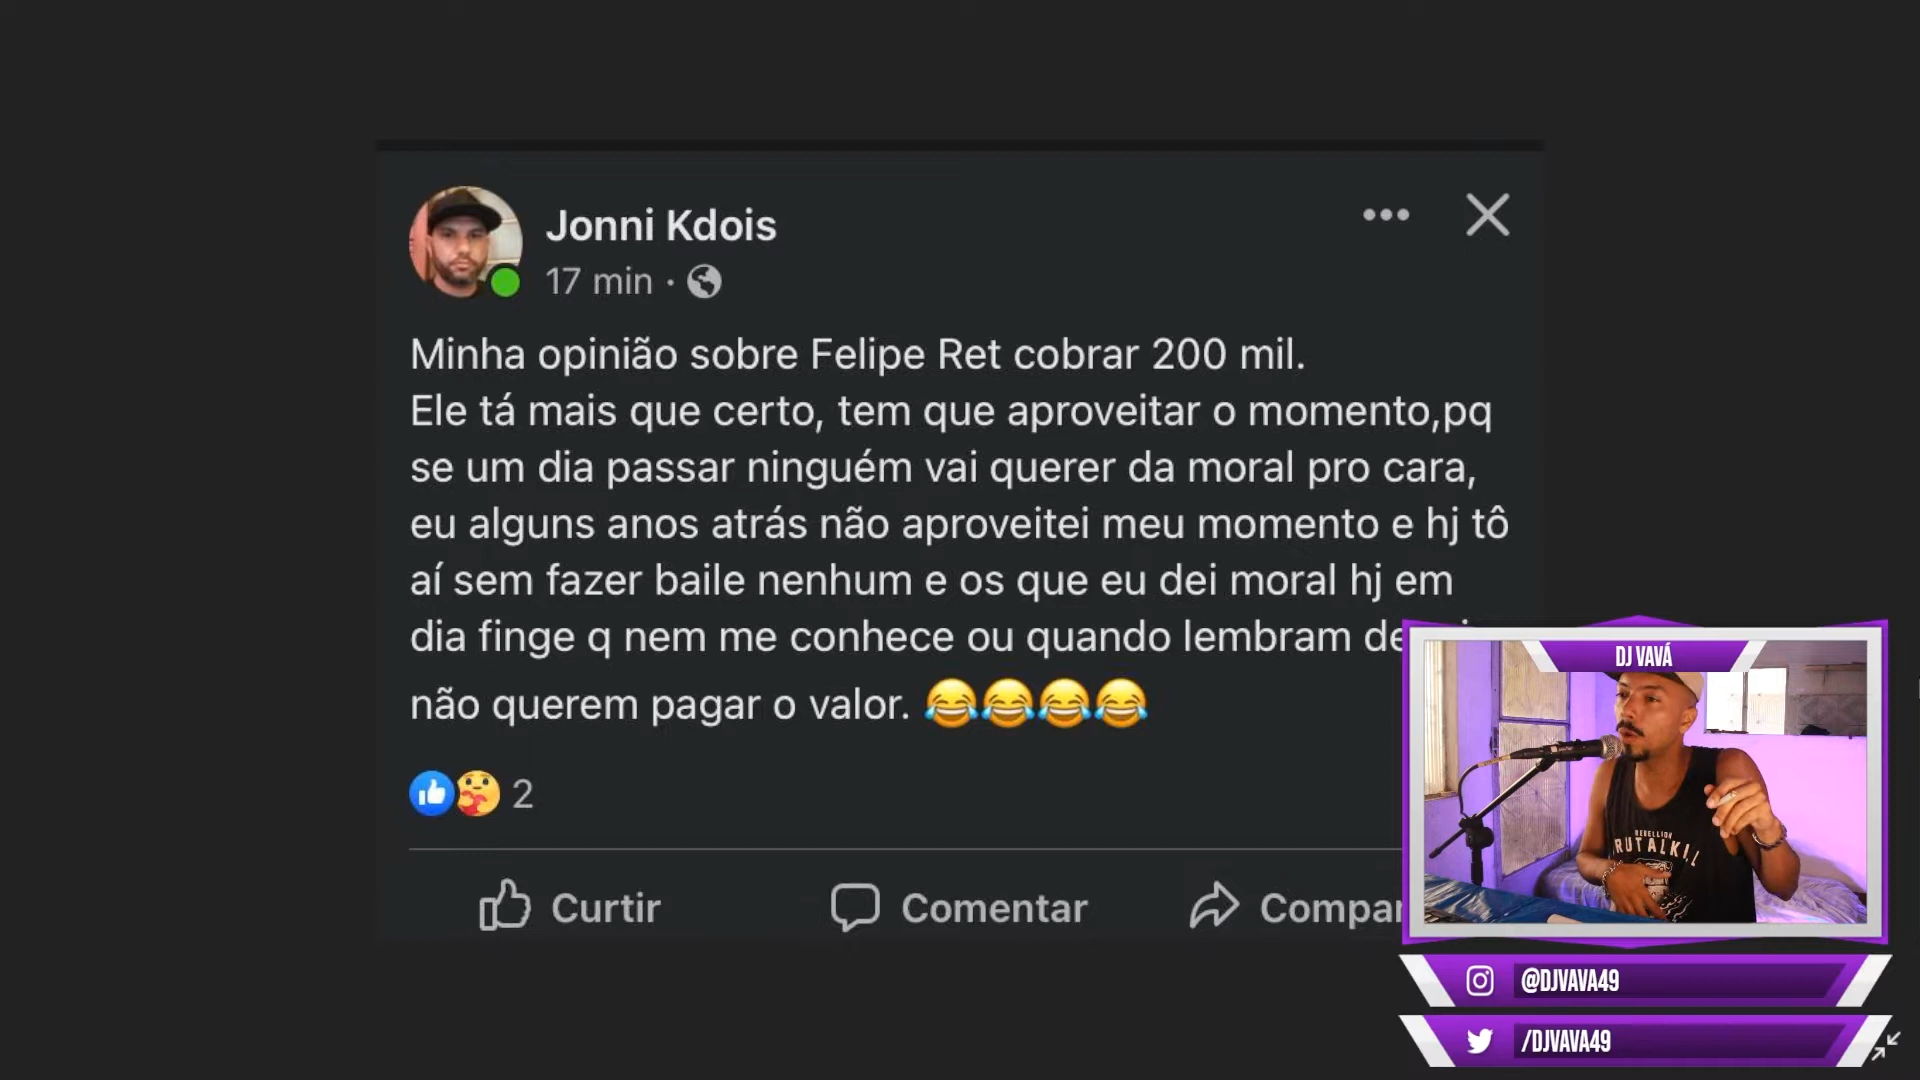 Jonni Kdois
17 min ·
Minha opinião sobre Felipe Ret cobrar 200 mil.
Ele tá mais que certo, tem que aproveitar o momento,pq
se um dia passar ninguém vai querer da moral pro cara,
eu alguns anos atrás não aproveitei meu momento e hj tô
aí sem fazer baile nenhum e os que eu dei moral hj em
dia finge q nem me conhece ou quando lembram de
não querem pagar o valor. 😂😂😂😂
2
Curtir
Comentar
Compar
DJ VAVÁ
REBELLION
RUTALKIL
@DJVAVA49
/DJVAVA49